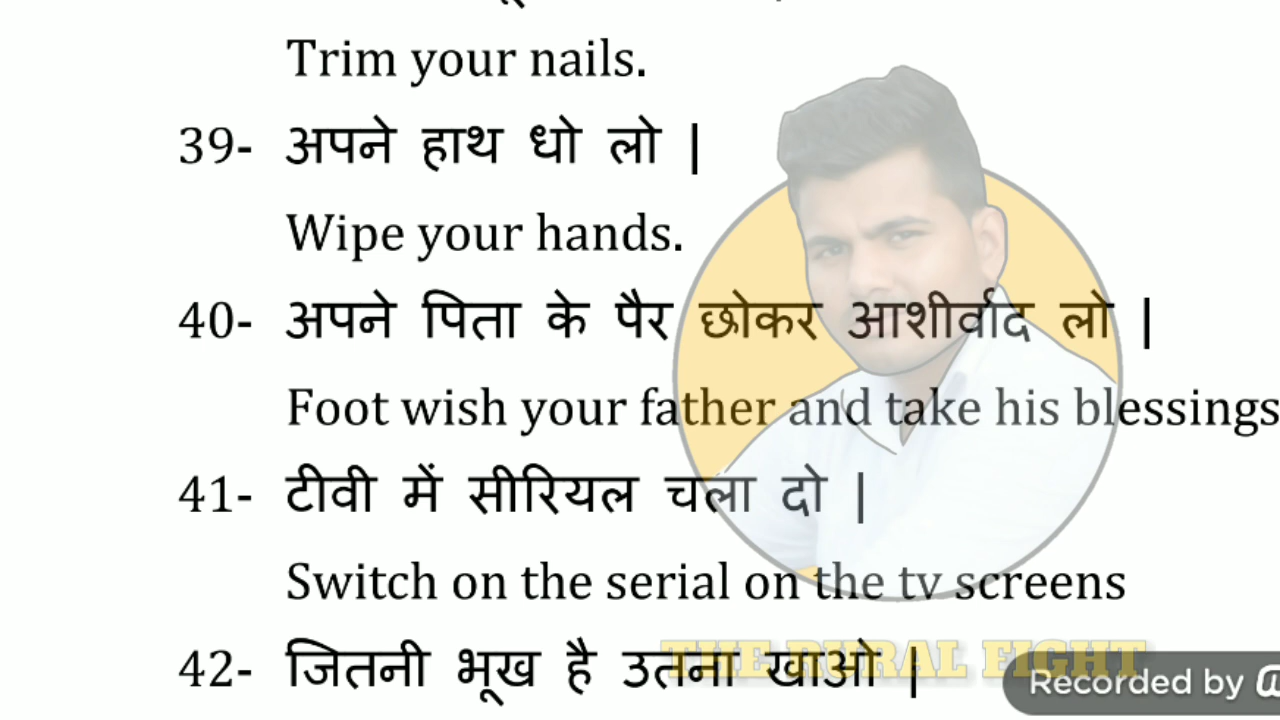 Trim your nails.
39- अपने हाथ धो लो |
Wipe your hands.
40- अपने पिता के पैर छोकर आशीर्वाद लो |
Foot wish your father and take his blessings
41- टीवी में सीरियल चला दो |
Switch on the serial on the tv screens
42- जितनी भूख है उतना खाओ |
THE RURAL FIGHT
Recorded by